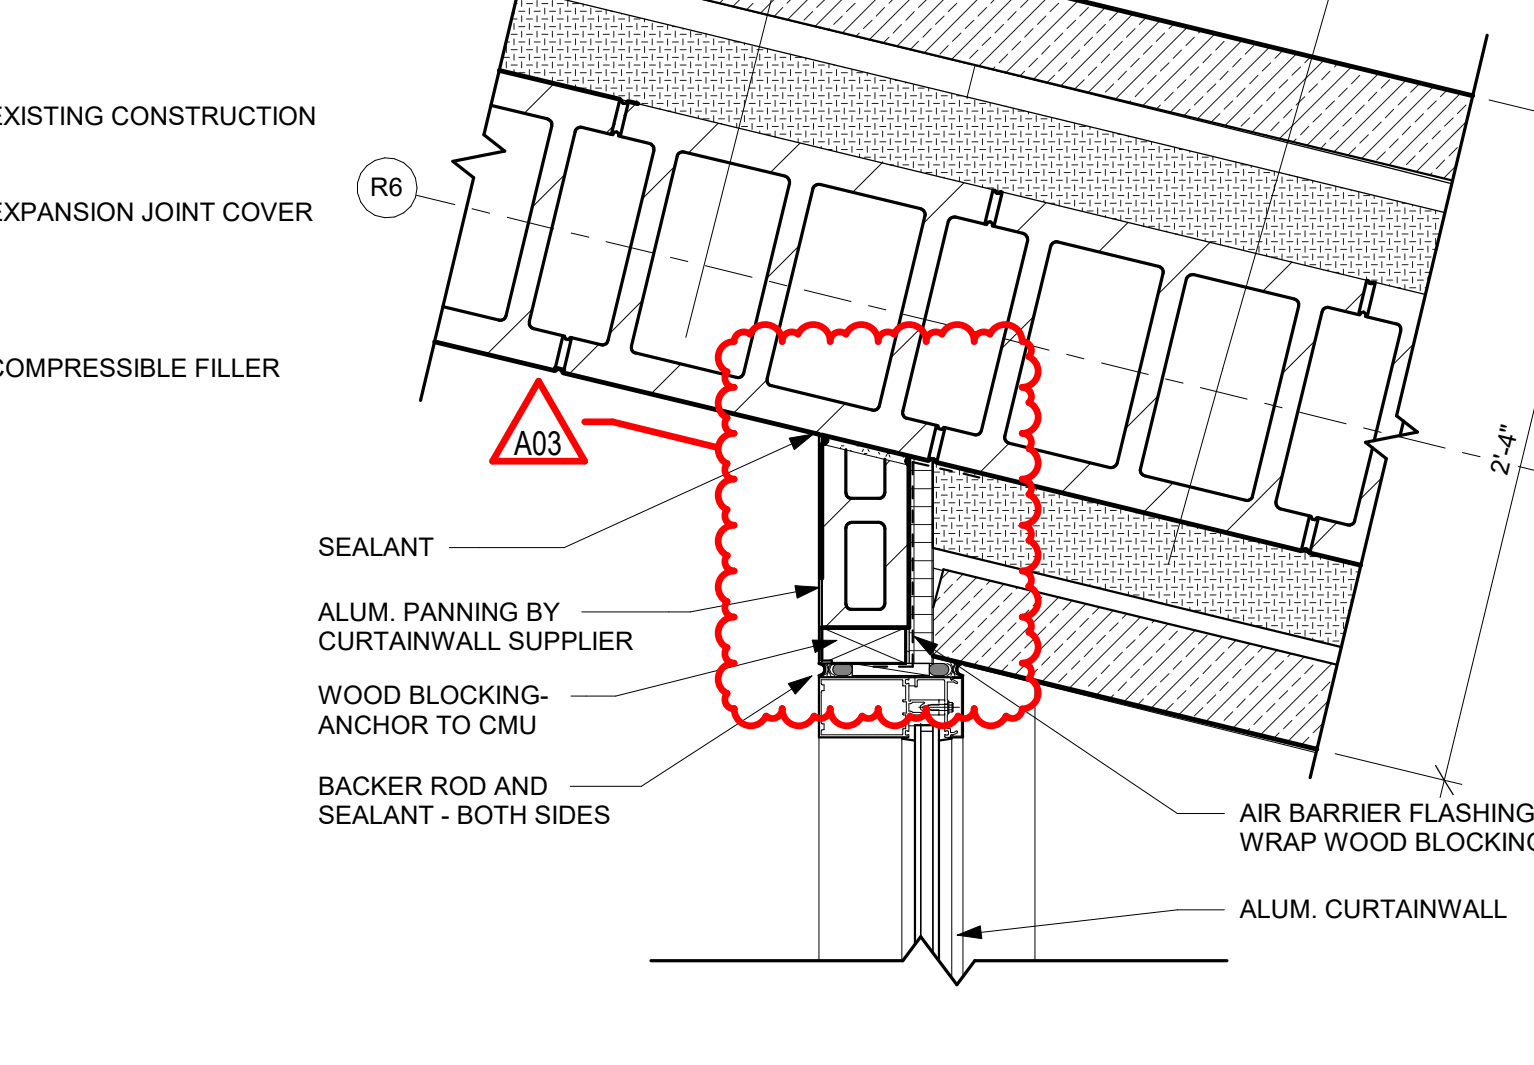 EXISTING CONSTRUCTION
R6
EXPANSION JOINT COVER
COMPRESSIBLE FILLER
A03
2'-4"
SEALANT
ALUM. PANNING BY
CURTAINWALL SUPPLIER
WOOD BLOCKING-
ANCHOR TO CMU
BACKER ROD AND
SEALANT - BOTH SIDES
AIR BARRIER FLASHING
WRAP WOOD BLOCKING
ALUM. CURTAINWALL